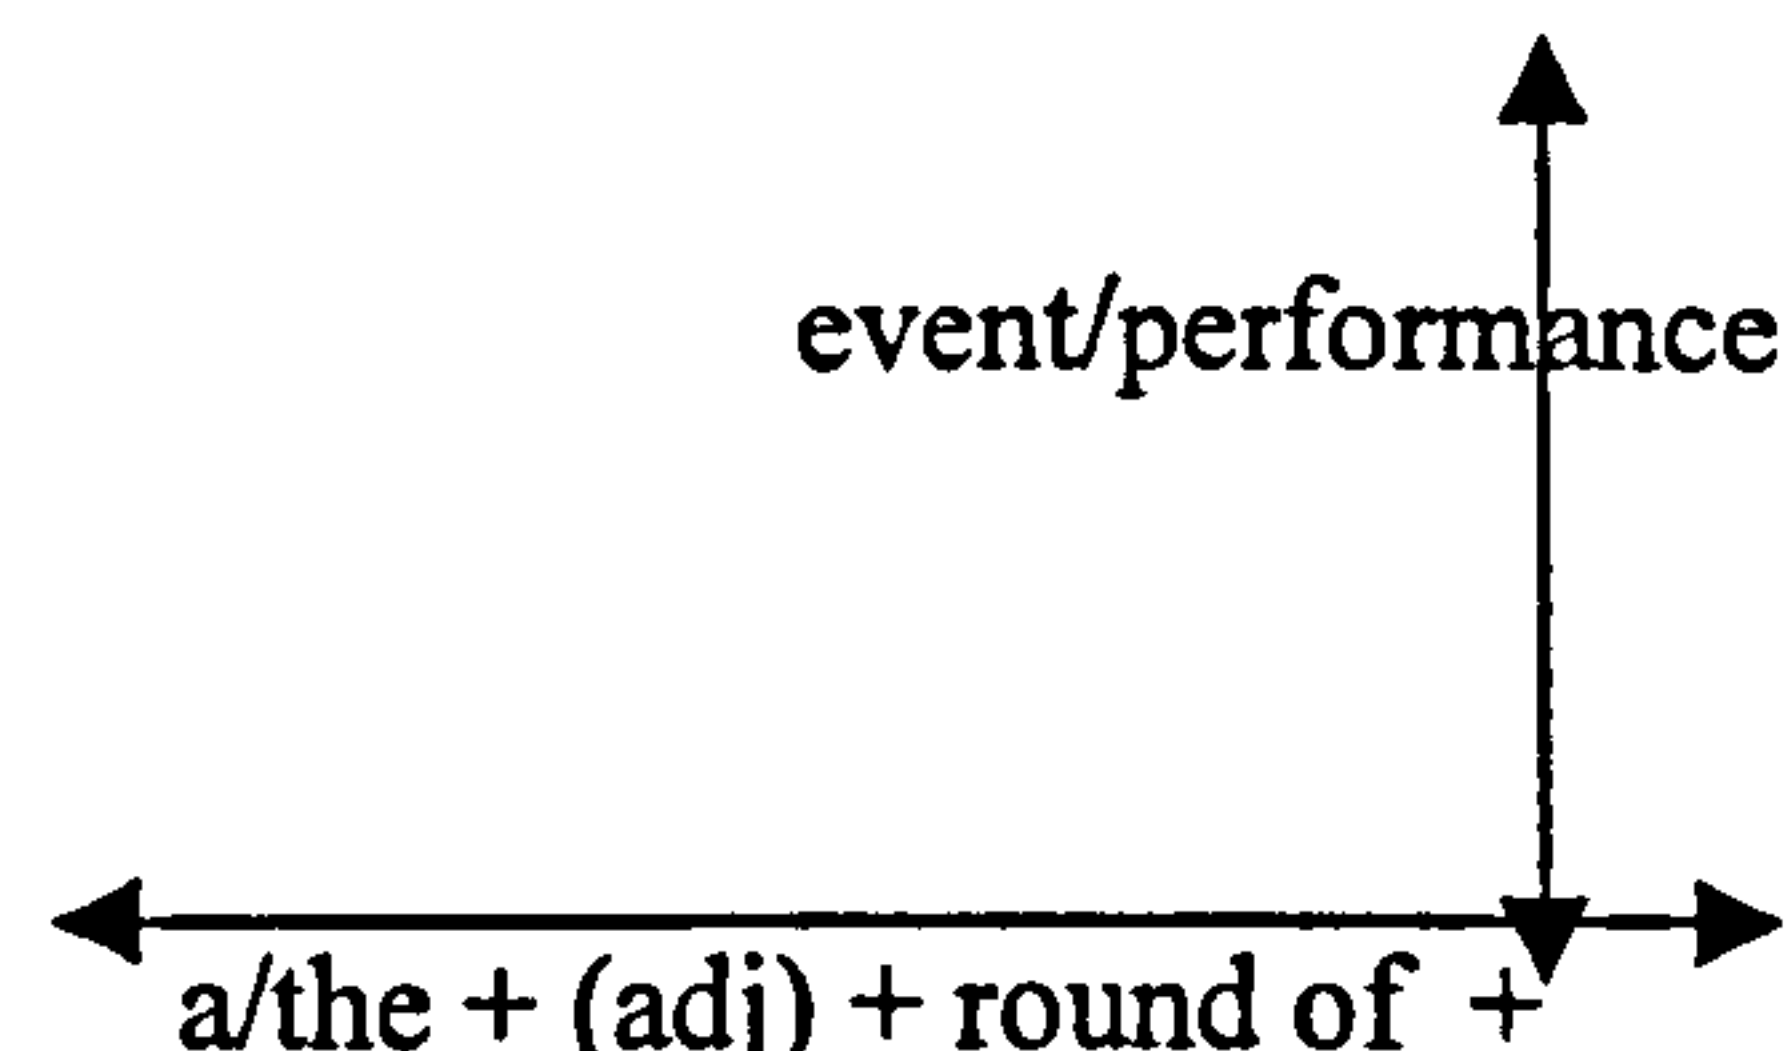 event/performance
a/the + (adj) + round of +